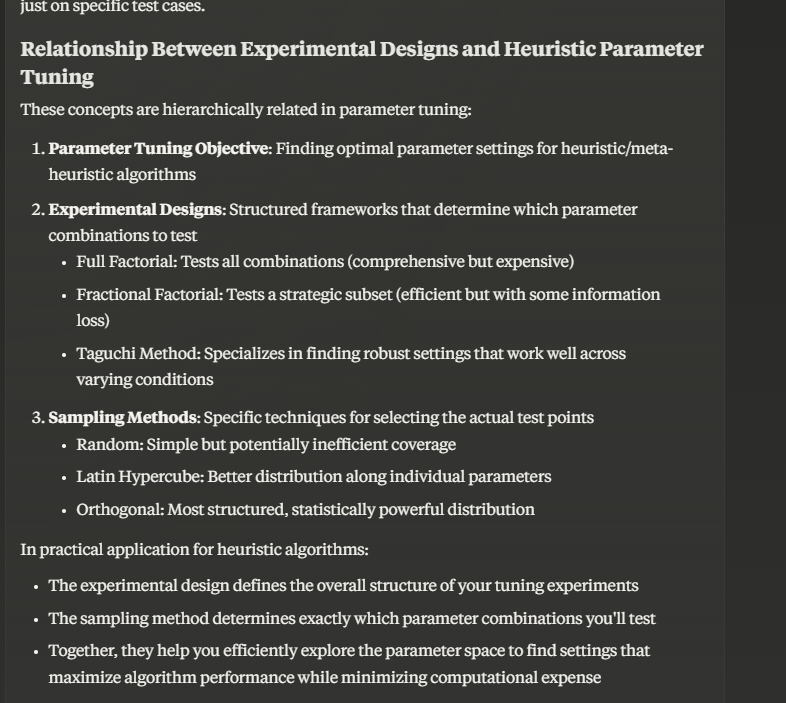 just on specific test cases.
Relationship Between Experimental Designs and Heuristic Parameter
Tuning
These concepts are hierarchically related in parameter tuning:
1. Parameter Tuning Objective: Finding optimal parameter settings for heuristic/meta-
heuristic algorithms
2. Experimental Designs: Structured frameworks that determine which parameter
combinations to test
• Full Factorial: Tests all combinations (comprehensive but expensive)
• Fractional Factorial: Tests a strategic subset (efficient but with some information
loss)
• Taguchi Method: Specializes in finding robust settings that work well across
varying conditions
3. Sampling Methods: Specific techniques for selecting the actual test points
• Random: Simple but potentially inefficient coverage
• Latin Hypercube: Better distribution along individual parameters
• Orthogonal: Most structured, statistically powerful distribution
In practical application for heuristic algorithms:
• The experimental design defines the overall structure of your tuning experiments
• The sampling method determines exactly which parameter combinations you'll test
• Together, they help you efficiently explore the parameter space to find settings that
maximize algorithm performance while minimizing computational expense